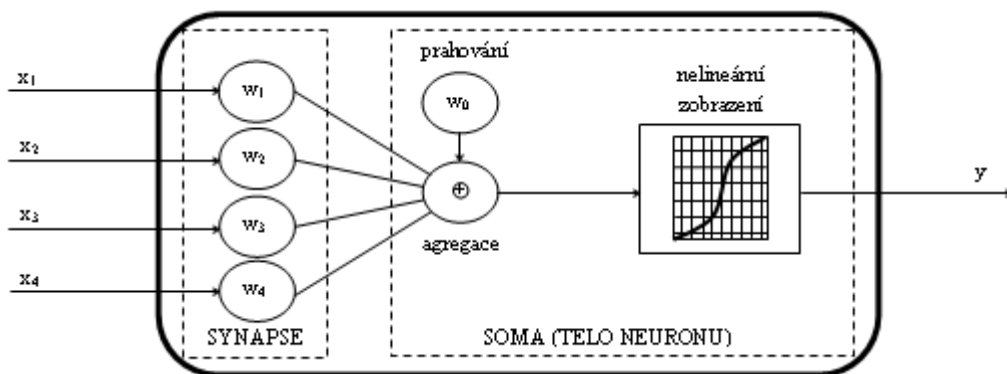 x₁
x₂
x₃
x₄
w₁
w₂
w₃
w₄
SYNAPSE
prahování
w₀
agregace
SOMA (TELO NEURONU)
nelineární
zobrazení
y